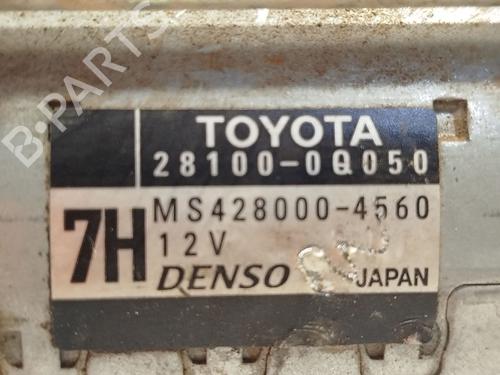 B-PARTS
TOYOTA
28100-0Q050
7H
MS428000-4560
12V
DENSO
JAPAN